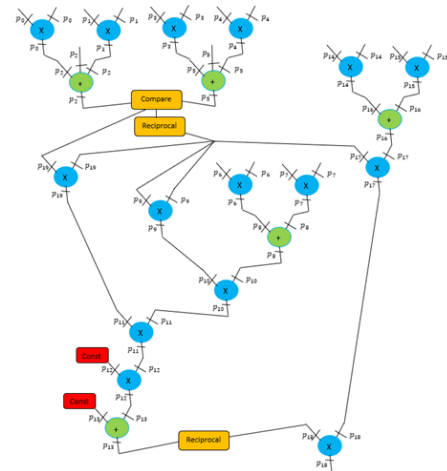 p₀ p₀ p₁ p₁ p₃ p₃ p₄ p₄
X X X X
p₀ p₂ p₁ p₃ p₅ p₄ p₁₄ p₁₄ p₁₅ p₁₅
X X
p₂ + p₂ p₅ + p₅ p₁₄ p₁₅
p₂ Compare p₅
p₁₆ + p₁₆
Reciprocal p₁₆
p₁₉ p₁₉ p₁₇ p₁₇
X X
p₁₉ p₆ p₆ p₇ p₇ p₁₇
X X
p₉ p₉ p₆ p₇
X
p₉ p₈ + p₈
p₈
p₁₀ p₁₀
X
p₁₀
p₁₁ p₁₁
X
p₁₁
Const p₁₂ p₁₂
X
p₁₂
Const p₁₃ p₁₃
+
p₁₃ Reciprocal p₁₈ p₁₈
X
p₁₈